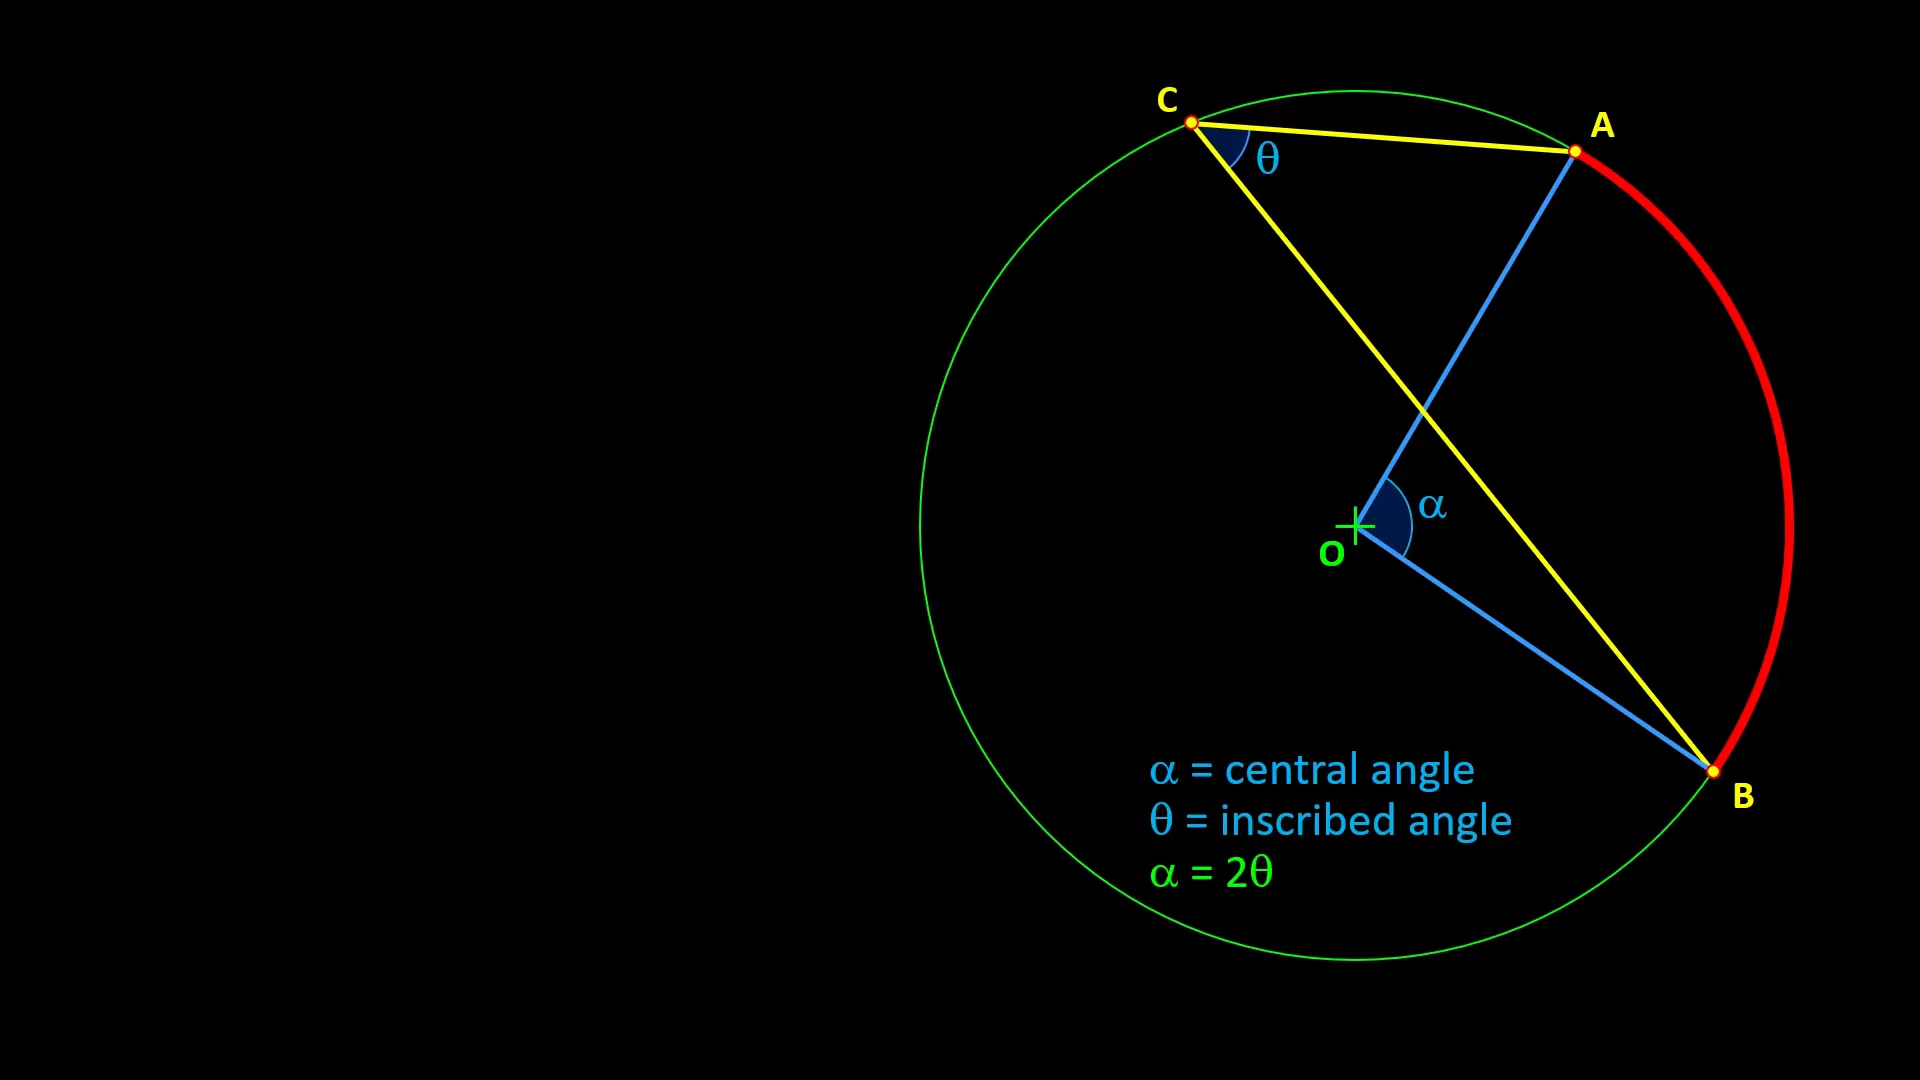 C
A
θ
α
O
α = central angle
B
θ = inscribed angle
α = 2θ